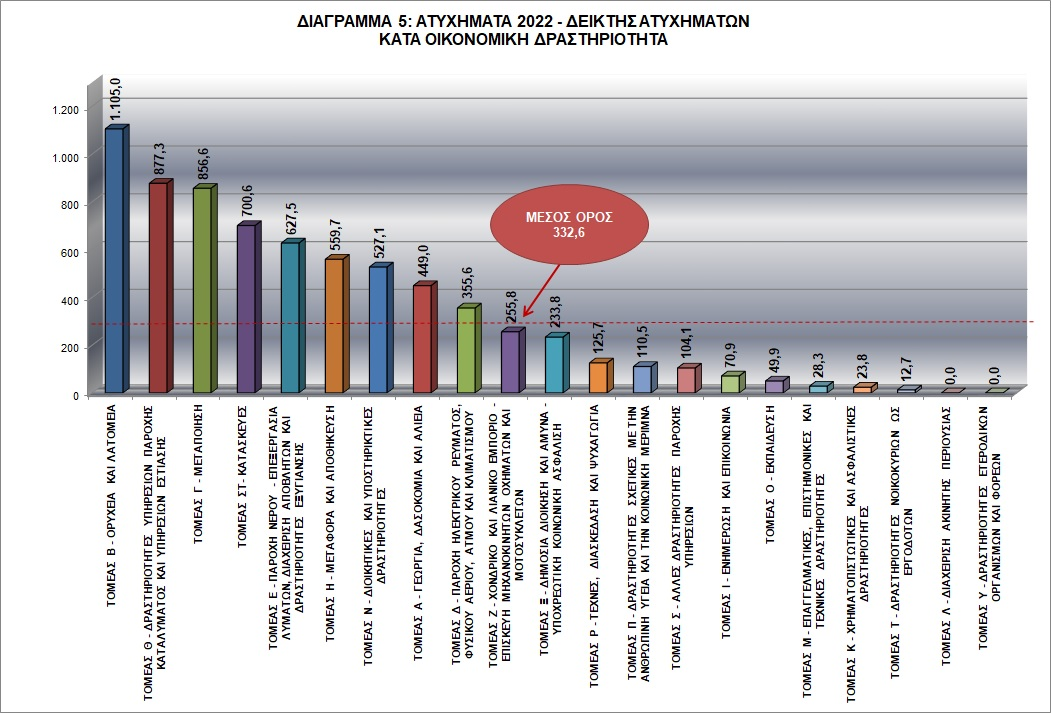 ΔΙΑΓΡΑΜΜΑ 5: ΑΤΥΧΗΜΑΤΑ 2022 - ΔΕΙΚΤΗΣ ΑΤΥΧΗΜΑΤΩΝ
ΚΑΤΑ ΟΙΚΟΝΟΜΙΚΗ ΔΡΑΣΤΗΡΙΟΤΗΤΑ
1.200
1.000
800
600
400
200
0
1.105,0
877,3
856,6
700,6
627,5
559,7
527,1
449,0
355,6
255,8
233,8
125,7
110,5
104,1
70,9
49,9
28,3
23,8
12,7
0,0
0,0
ΜΕΣΟΣ ΟΡΟΣ
332,6
ΤΟΜΕΑΣ Β - ΟΡΥΧΕΙΑ ΚΑΙ ΛΑΤΟΜΕΙΑ
ΤΟΜΕΑΣ Θ - ΔΡΑΣΤΗΡΙΟΤΗΤΕΣ ΥΠΗΡΕΣΙΩΝ ΠΑΡΟΧΗΣ
ΚΑΤΑΛΥΜΑΤΟΣ ΚΑΙ ΥΠΗΡΕΣΙΩΝ ΕΣΤΙΑΣΗΣ
ΤΟΜΕΑΣ Γ - ΜΕΤΑΠΟΙΗΣΗ
ΤΟΜΕΑΣ ΣΤ- ΚΑΤΑΣΚΕΥΕΣ
ΤΟΜΕΑΣ Ε - ΠΑΡΟΧΗ ΝΕΡΟΥ - ΕΠΕΞΕΡΓΑΣΙΑ
ΛΥΜΑΤΩΝ, ΔΙΑΧΕΙΡΙΣΗ ΑΠΟΒΛΗΤΩΝ ΚΑΙ
ΔΡΑΣΤΗΡΙΟΤΗΤΕΣ ΕΞΥΓΙΑΝΣΗΣ
ΤΟΜΕΑΣ Η - ΜΕΤΑΦΟΡΑ ΚΑΙ ΑΠΟΘΗΚΕΥΣΗ
ΤΟΜΕΑΣ Ν - ΔΙΟΙΚΗΤΙΚΕΣ ΚΑΙ ΥΠΟΣΤΗΡΙΚΤΙΚΕΣ
ΔΡΑΣΤΗΡΙΟΤΗΤΕΣ
ΤΟΜΕΑΣ Α - ΓΕΩΡΓΙΑ, ΔΑΣΟΚΟΜΙΑ ΚΑΙ ΑΛΙΕΙΑ
ΤΟΜΕΑΣ Δ - ΠΑΡΟΧΗ ΗΛΕΚΤΡΙΚΟΥ ΡΕΥΜΑΤΟΣ,
ΦΥΣΙΚΟΥ ΑΕΡΙΟΥ, ΑΤΜΟΥ ΚΑΙ ΚΛΙΜΑΤΙΣΜΟΥ
ΤΟΜΕΑΣ Ζ - ΧΟΝΔΡΙΚΟ ΚΑΙ ΛΙΑΝΙΚΟ ΕΜΠΟΡΙΟ -
ΕΠΙΣΚΕΥΗ ΜΗΧΑΝΟΚΙΝΗΤΩΝ ΟΧΗΜΑΤΩΝ ΚΑΙ
ΜΟΤΟΣΥΚΛΕΤΩΝ
ΤΟΜΕΑΣ Ξ - ΔΗΜΟΣΙΑ ΔΙΟΙΚΗΣΗ ΚΑΙ ΑΜΥΝΑ -
ΥΠΟΧΡΕΩΤΙΚΗ ΚΟΙΝΩΝΙΚΗ ΑΣΦΑΛΙΣΗ
ΤΟΜΕΑΣ Ρ - ΤΕΧΝΕΣ, ΔΙΑΣΚΕΔΑΣΗ ΚΑΙ ΨΥΧΑΓΩΓΙΑ
ΤΟΜΕΑΣ Π - ΔΡΑΣΤΗΡΙΟΤΗΤΕΣ ΣΧΕΤΙΚΕΣ ΜΕ ΤΗΝ
ΑΝΘΡΩΠΙΝΗ ΥΓΕΙΑ ΚΑΙ ΤΗΝ ΚΟΙΝΩΝΙΚΗ ΜΕΡΙΜΝΑ
ΤΟΜΕΑΣ Σ - ΑΛΛΕΣ ΔΡΑΣΤΗΡΙΟΤΗΤΕΣ ΠΑΡΟΧΗΣ
ΥΠΗΡΕΣΙΩΝ
ΤΟΜΕΑΣ Ι - ΕΝΗΜΕΡΩΣΗ ΚΑΙ ΕΠΙΚΟΙΝΩΝΙΑ
ΤΟΜΕΑΣ Ο - ΕΚΠΑΙΔΕΥΣΗ
ΤΟΜΕΑΣ Μ - ΕΠΑΓΓΕΛΜΑΤΙΚΕΣ, ΕΠΙΣΤΗΜΟΝΙΚΕΣ ΚΑΙ
ΤΕΧΝΙΚΕΣ ΔΡΑΣΤΗΡΙΟΤΗΤΕΣ
ΤΟΜΕΑΣ Κ - ΧΡΗΜΑΤΟΠΙΣΤΩΤΙΚΕΣ ΚΑΙ ΑΣΦΑΛΙΣΤΙΚΕΣ
ΔΡΑΣΤΗΡΙΟΤΗΤΕΣ
ΤΟΜΕΑΣ Τ - ΔΡΑΣΤΗΡΙΟΤΗΤΕΣ ΝΟΙΚΟΚΥΡΙΩΝ ΩΣ
ΕΡΓΟΔΟΤΩΝ
ΤΟΜΕΑΣ Λ - ΔΙΑΧΕΙΡΙΣΗ ΑΚΙΝΗΤΗΣ ΠΕΡΙΟΥΣΙΑΣ
ΤΟΜΕΑΣ Υ - ΔΡΑΣΤΗΡΙΟΤΗΤΕΣ ΕΤΕΡΟΔΙΚΩΝ
ΟΡΓΑΝΙΣΜΩΝ ΚΑΙ ΦΟΡΕΩΝ